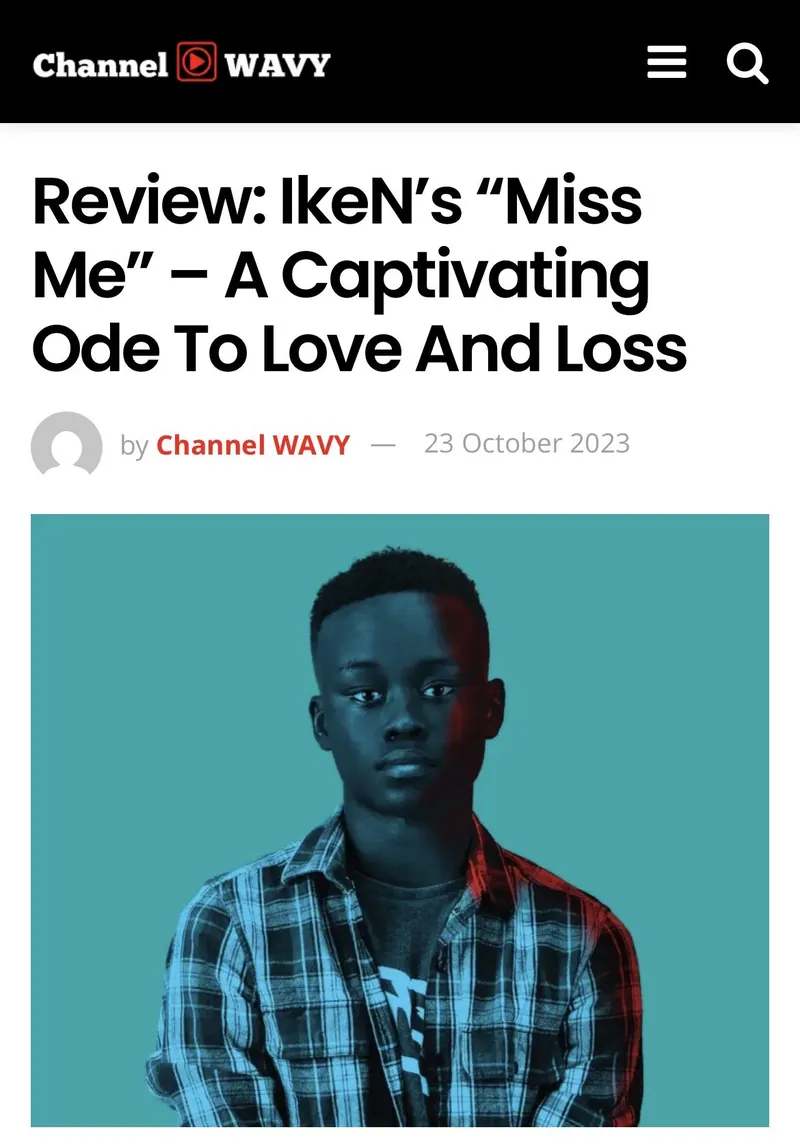 Channel WAVY
Review: IkeN’s “Miss
Me” – A Captivating
Ode To Love And Loss
by Channel WAVY — 23 October 2023